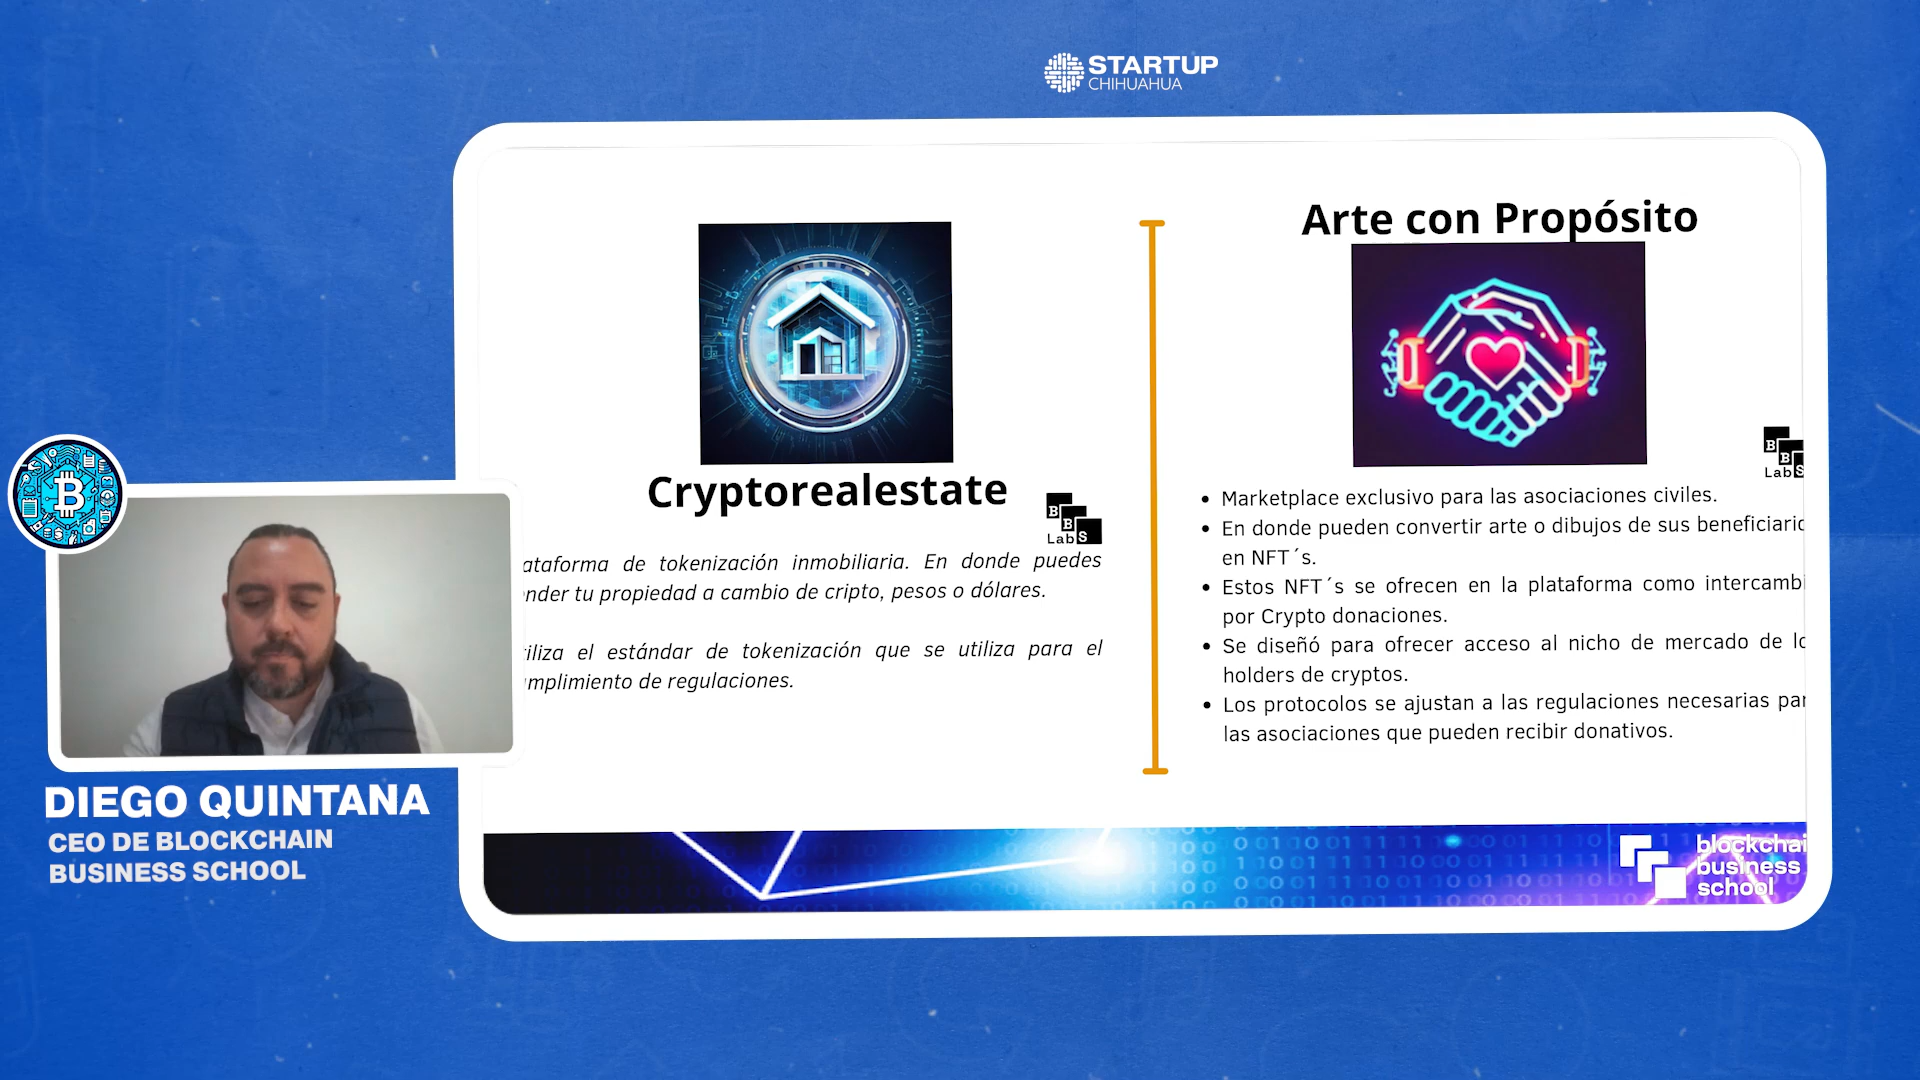 STARTUP
CHIHUAHUA
Cryptorealestate
BBS
Lab
ataforma de tokenización inmobiliaria. En donde puedes
nder tu propiedad a cambio de cripto, pesos o dólares.
iliza el estándar de tokenización que se utiliza para el
mplimiento de regulaciones.
Arte con Propósito
BBS
Lab
• Marketplace exclusivo para las asociaciones civiles.
• En donde pueden convertir arte o dibujos de sus beneficiario
en NFT´s.
• Estos NFT´s se ofrecen en la plataforma como intercambi
por Crypto donaciones.
• Se diseñó para ofrecer acceso al nicho de mercado de lo
holders de cryptos.
• Los protocolos se ajustan a las regulaciones necesarias par
las asociaciones que pueden recibir donativos.
blockchai
business
school
DIEGO QUINTANA
CEO DE BLOCKCHAIN
BUSINESS SCHOOL